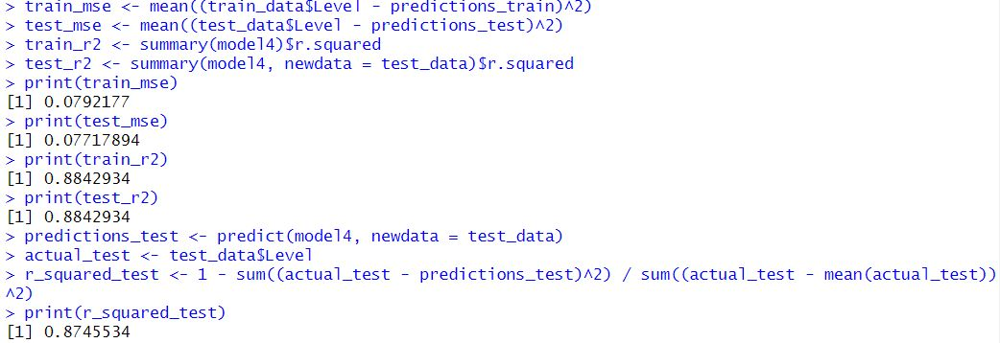 > train_mse <- mean((train_data$Level - predictions_train)^2)
> test_mse <- mean((test_data$Level - predictions_test)^2)
> train_r2 <- summary(model4)$r.squared
> test_r2 <- summary(model4, newdata = test_data)$r.squared
> print(train_mse)
[1] 0.0792177
> print(test_mse)
[1] 0.07717894
> print(train_r2)
[1] 0.8842934
> print(test_r2)
[1] 0.8842934
> predictions_test <- predict(model4, newdata = test_data)
> actual_test <- test_data$Level
> r_squared_test <- 1 - sum((actual_test - predictions_test)^2) / sum((actual_test - mean(actual_test))
^2)
> print(r_squared_test)
[1] 0.8745534